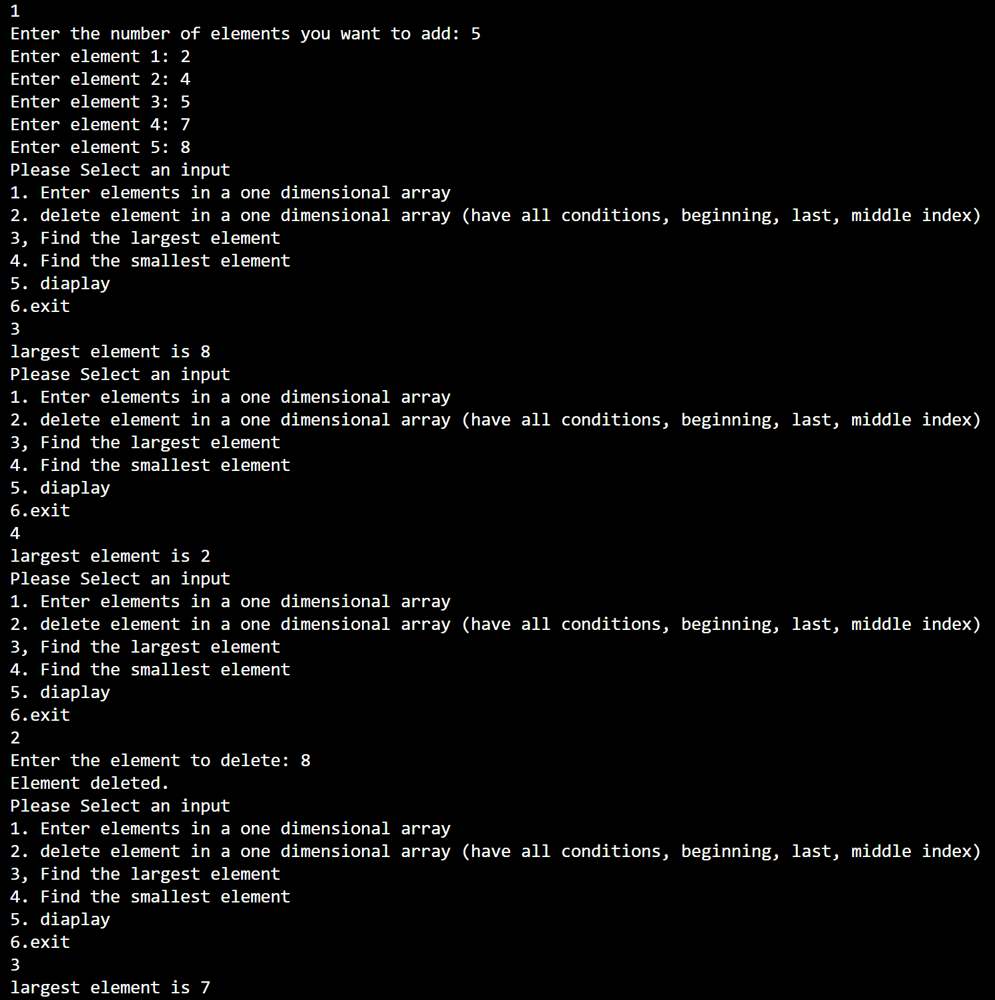 1
Enter the number of elements you want to add: 5
Enter element 1: 2
Enter element 2: 4
Enter element 3: 5
Enter element 4: 7
Enter element 5: 8
Please Select an input
1. Enter elements in a one dimensional array
2. delete element in a one dimensional array (have all conditions, beginning, last, middle index)
3, Find the largest element
4. Find the smallest element
5. diaplay
6.exit
3
largest element is 8
Please Select an input
1. Enter elements in a one dimensional array
2. delete element in a one dimensional array (have all conditions, beginning, last, middle index)
3, Find the largest element
4. Find the smallest element
5. diaplay
6.exit
4
largest element is 2
Please Select an input
1. Enter elements in a one dimensional array
2. delete element in a one dimensional array (have all conditions, beginning, last, middle index)
3, Find the largest element
4. Find the smallest element
5. diaplay
6.exit
2
Enter the element to delete: 8
Element deleted.
Please Select an input
1. Enter elements in a one dimensional array
2. delete element in a one dimensional array (have all conditions, beginning, last, middle index)
3, Find the largest element
4. Find the smallest element
5. diaplay
6.exit
3
largest element is 7